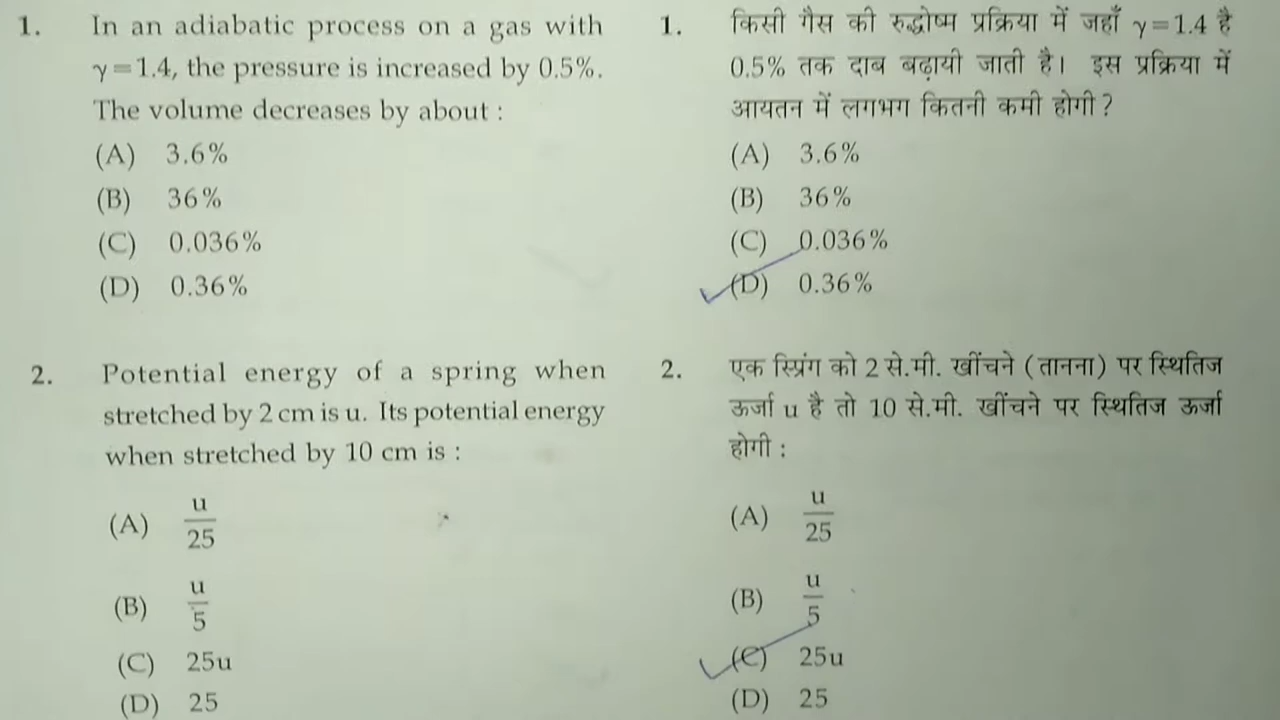 1. In an adiabatic process on a gas with
γ=1.4, the pressure is increased by 0.5%.
The volume decreases by about :
(A) 3.6%
(B) 36%
(C) 0.036%
(D) 0.36%
2. Potential energy of a spring when
stretched by 2 cm is u. Its potential energy
when stretched by 10 cm is :
(A) u/25
(B) u/5
(C) 25u
(D) 25
1. किसी गैस की रुद्धोष्म प्रक्रिया में जहाँ γ=1.4 है
0.5% तक दाब बढ़ायी जाती है। इस प्रक्रिया में
आयतन में लगभग कितनी कमी होगी ?
(A) 3.6%
(B) 36%
(C) 0.036%
(D) 0.36%
2. एक स्प्रिंग को 2 से.मी. खींचने (तानना) पर स्थितिज
ऊर्जा u है तो 10 से.मी. खींचने पर स्थितिज ऊर्जा
होगी :
(A) u/25
(B) u/5
(C) 25u
(D) 25